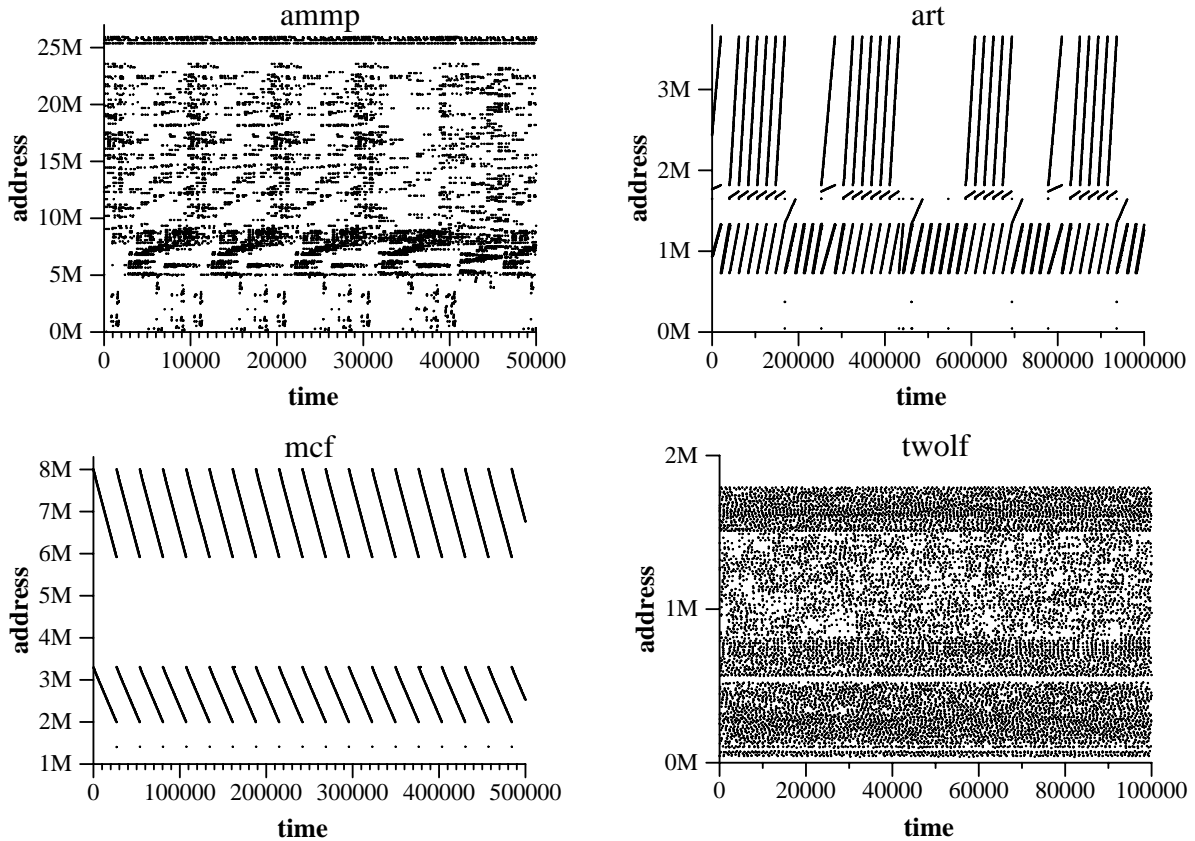 ammp
25M
20M
15M
10M
5M
0M
address
0 10000 20000 30000 40000 50000
time
art
3M
2M
1M
0M
address
0 200000 400000 600000 800000 1000000
time
mcf
8M
7M
6M
5M
4M
3M
2M
1M
address
0 100000 200000 300000 400000 500000
time
twolf
2M
1M
0M
address
0 20000 40000 60000 80000 100000
time